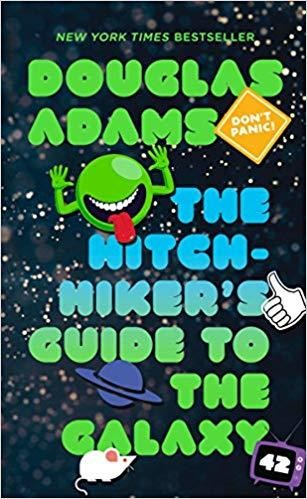 NEW YORK TIMES BESTSELLER
DOUGLAS
ADAMS
DON'T
PANIC!
THE
HITCH-
HIKER'S
GUIDE TO
THE
GALAXY
42